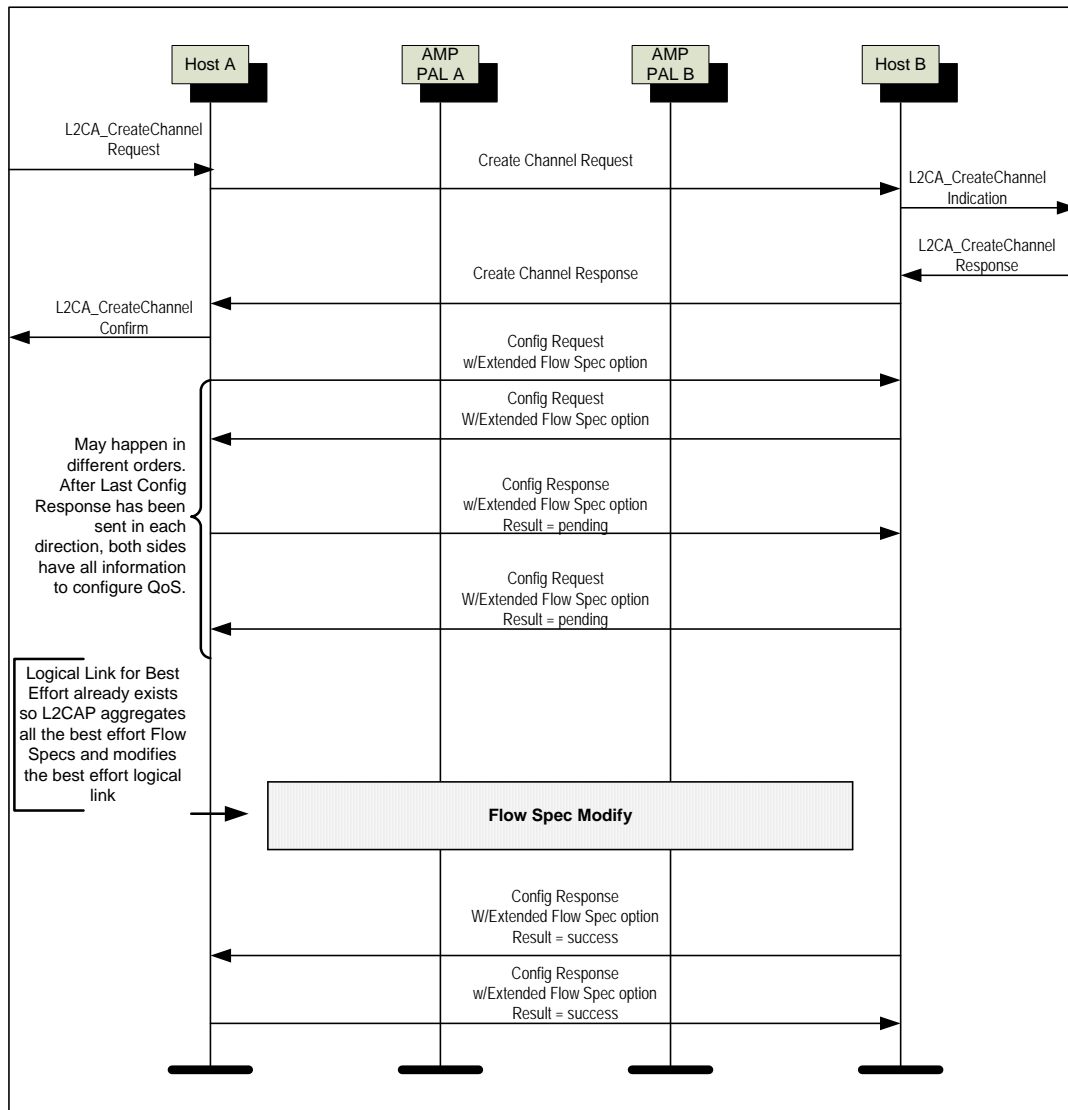 Host A
AMP
PAL A
AMP
PAL B
Host B
L2CA_CreateChannel
Request
Create Channel Request
L2CA_CreateChannel
Indication
L2CA_CreateChannel
Response
Create Channel Response
L2CA_CreateChannel
Confirm
Config Request
w/Extended Flow Spec option
Config Request
W/Extended Flow Spec option
May happen in
different orders.
After Last Config
Response has been
sent in each
direction, both sides
have all information
to configure QoS.
Config Response
w/Extended Flow Spec option
Result = pending
Config Request
W/Extended Flow Spec option
Result = pending
Logical Link for Best
Effort already exists
so L2CAP aggregates
all the best effort Flow
Specs and modifies
the best effort logical
link
Flow Spec Modify
Config Response
W/Extended Flow Spec option
Result = success
Config Response
w/Extended Flow Spec option
Result = success